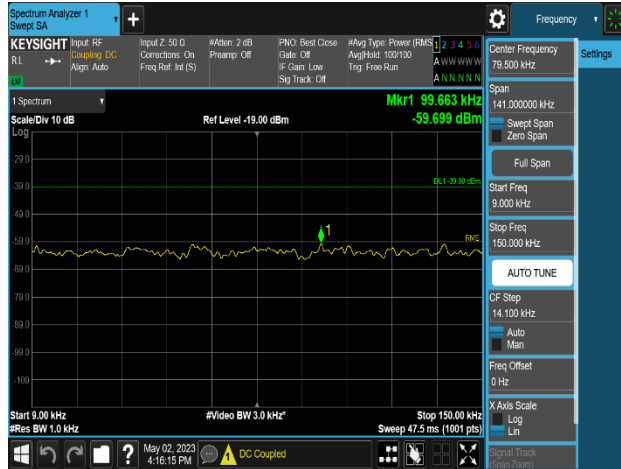 Spectrum Analyzer 1
Swept SA
Frequency
KEYSIGHT
RL
Input: RF
Coupling: DC
Align: Auto
Input Z: 50 Ω
Corrections: On
Freq Ref: Int (S)
#Atten: 2 dB
Preamp: Off
PNO: Best Close
Gate: Off
IF Gain: Low
Sig Track: Off
#Avg Type: Power (RMS
Avg|Hold: 100/100
Trig: Free Run
1 2 3 4 5 6
A W W W W W
A N N N N N
Settings
1 Spectrum
Scale/Div 10 dB
Log
Ref Level -19.00 dBm
Mkr1 99.663 kHz
-59.699 dBm
-29.0
-39.0
-49.0
-59.0
-69.0
-79.0
-89.0
-99.0
-109
DL1 -39.00 dBm
1
RMS
Start 9.00 kHz
#Res BW 1.0 kHz
#Video BW 3.0 kHz*
Stop 150.00 kHz
Sweep 47.5 ms (1001 pts)
Center Frequency
79.500 kHz
Span
141.000000 kHz
Swept Span
Zero Span
Full Span
Start Freq
9.000 kHz
Stop Freq
150.000 kHz
AUTO TUNE
CF Step
14.100 kHz
Auto
Man
Freq Offset
0 Hz
X Axis Scale
Log
Lin
Signal Track
(Span Zoom)
?
May 02, 2023
4:16:15 PM
DC Coupled